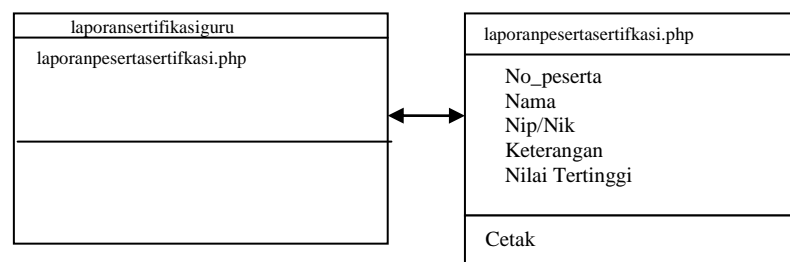 laporansertifikasiguru
laporanpesertasertifkasi.php
laporanpesertasertifkasi.php
No_peserta
Nama
Nip/Nik
Keterangan
Nilai Tertinggi
Cetak